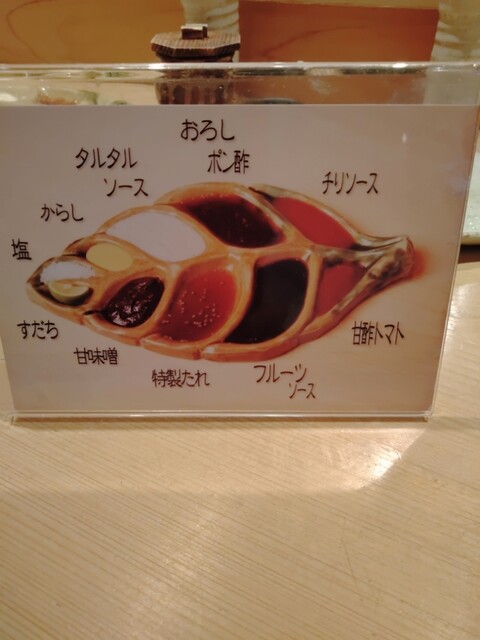 おろし
ポン酢
タルタル
ソース
チリソース
からし
塩
すだち
甘味噌
特製たれ
フルーツ
ソース
甘酢トマト